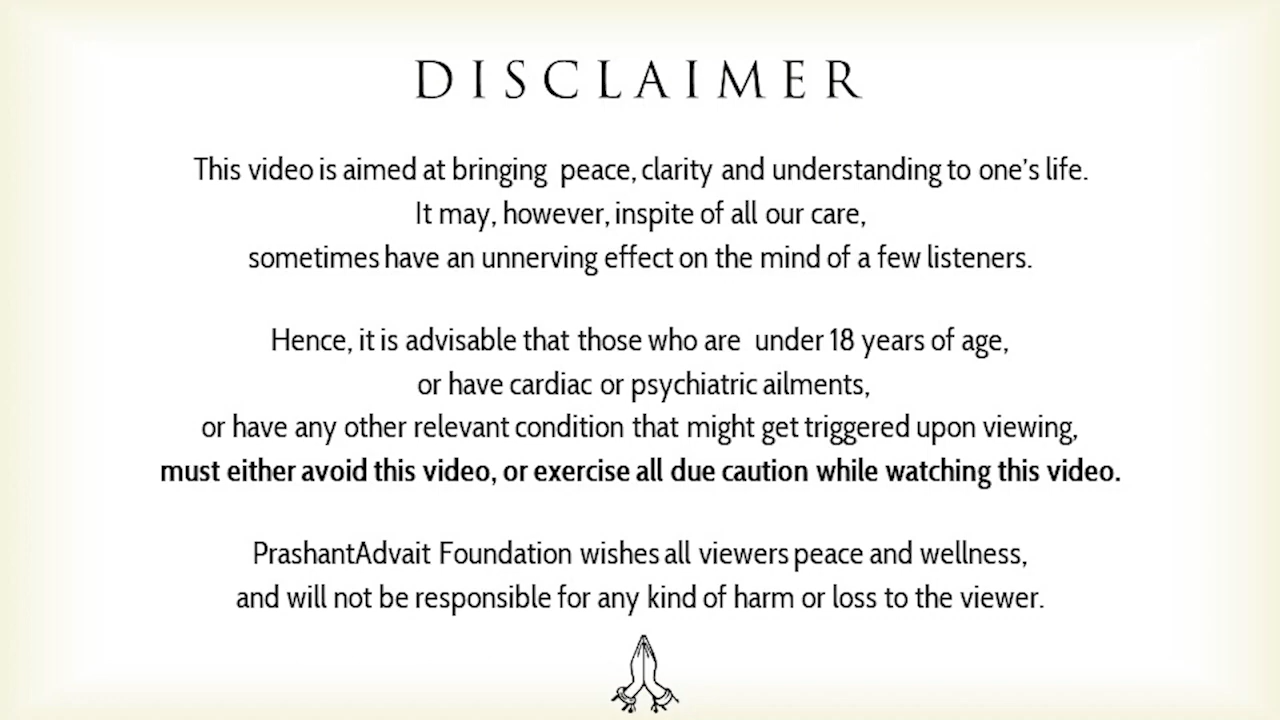 DISCLAIMER
This video is aimed at bringing peace, clarity and understanding to one's life.
It may, however, inspite of all our care,
sometimes have an unnerving effect on the mind of a few listeners.
Hence, it is advisable that those who are under 18 years of age,
or have cardiac or psychiatric ailments,
or have any other relevant condition that might get triggered upon viewing,
must either avoid this video, or exercise all due caution while watching this video.
PrashantAdvait Foundation wishes all viewers peace and wellness,
and will not be responsible for any kind of harm or loss to the viewer.